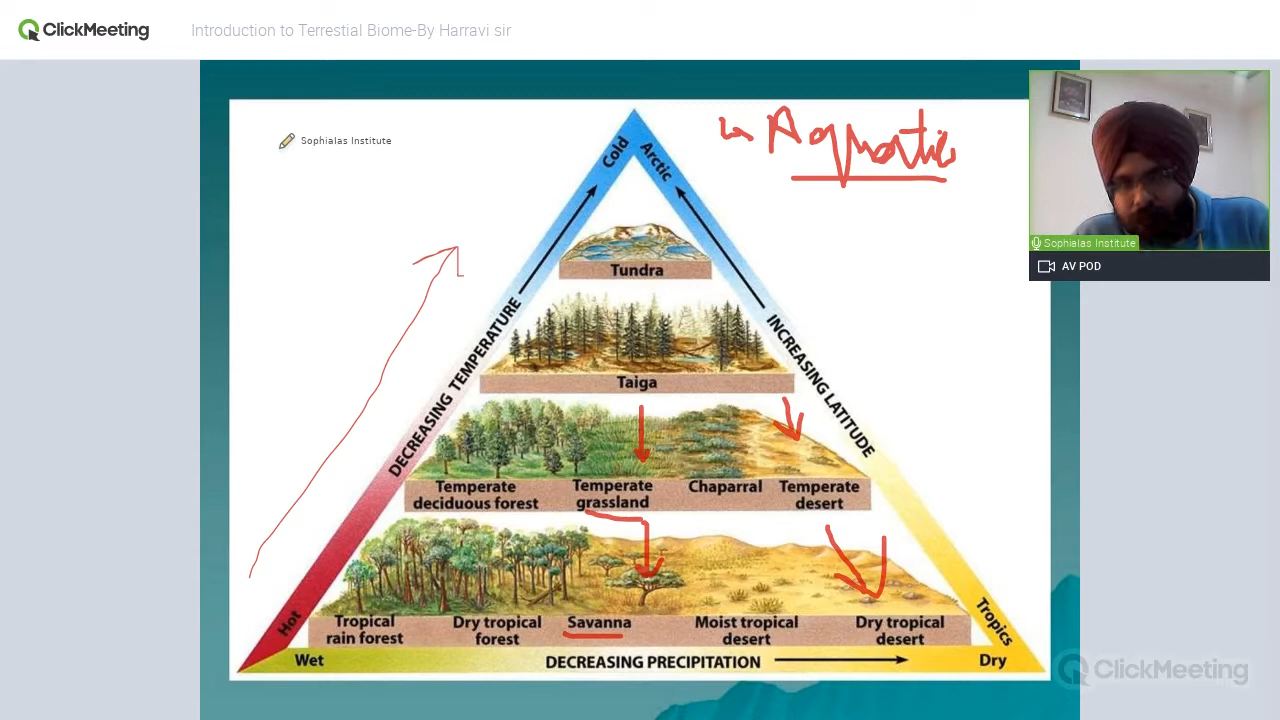 ClickMeeting
Introduction to Terrestial Biome-By Harravi sir
Sophialas Institute
Aquatic
Cold
Arctic
Sophialas Institute
AV POD
Tundra
DECREASING TEMPERATURE
INCREASING LATITUDE
Taiga
Temperate deciduous forest
Temperate grassland
Chaparral
Temperate desert
Hot
Tropics
Tropical rain forest
Dry tropical forest
Savanna
Moist tropical desert
Dry tropical desert
Wet
DECREASING PRECIPITATION
Dry
ClickMeeting